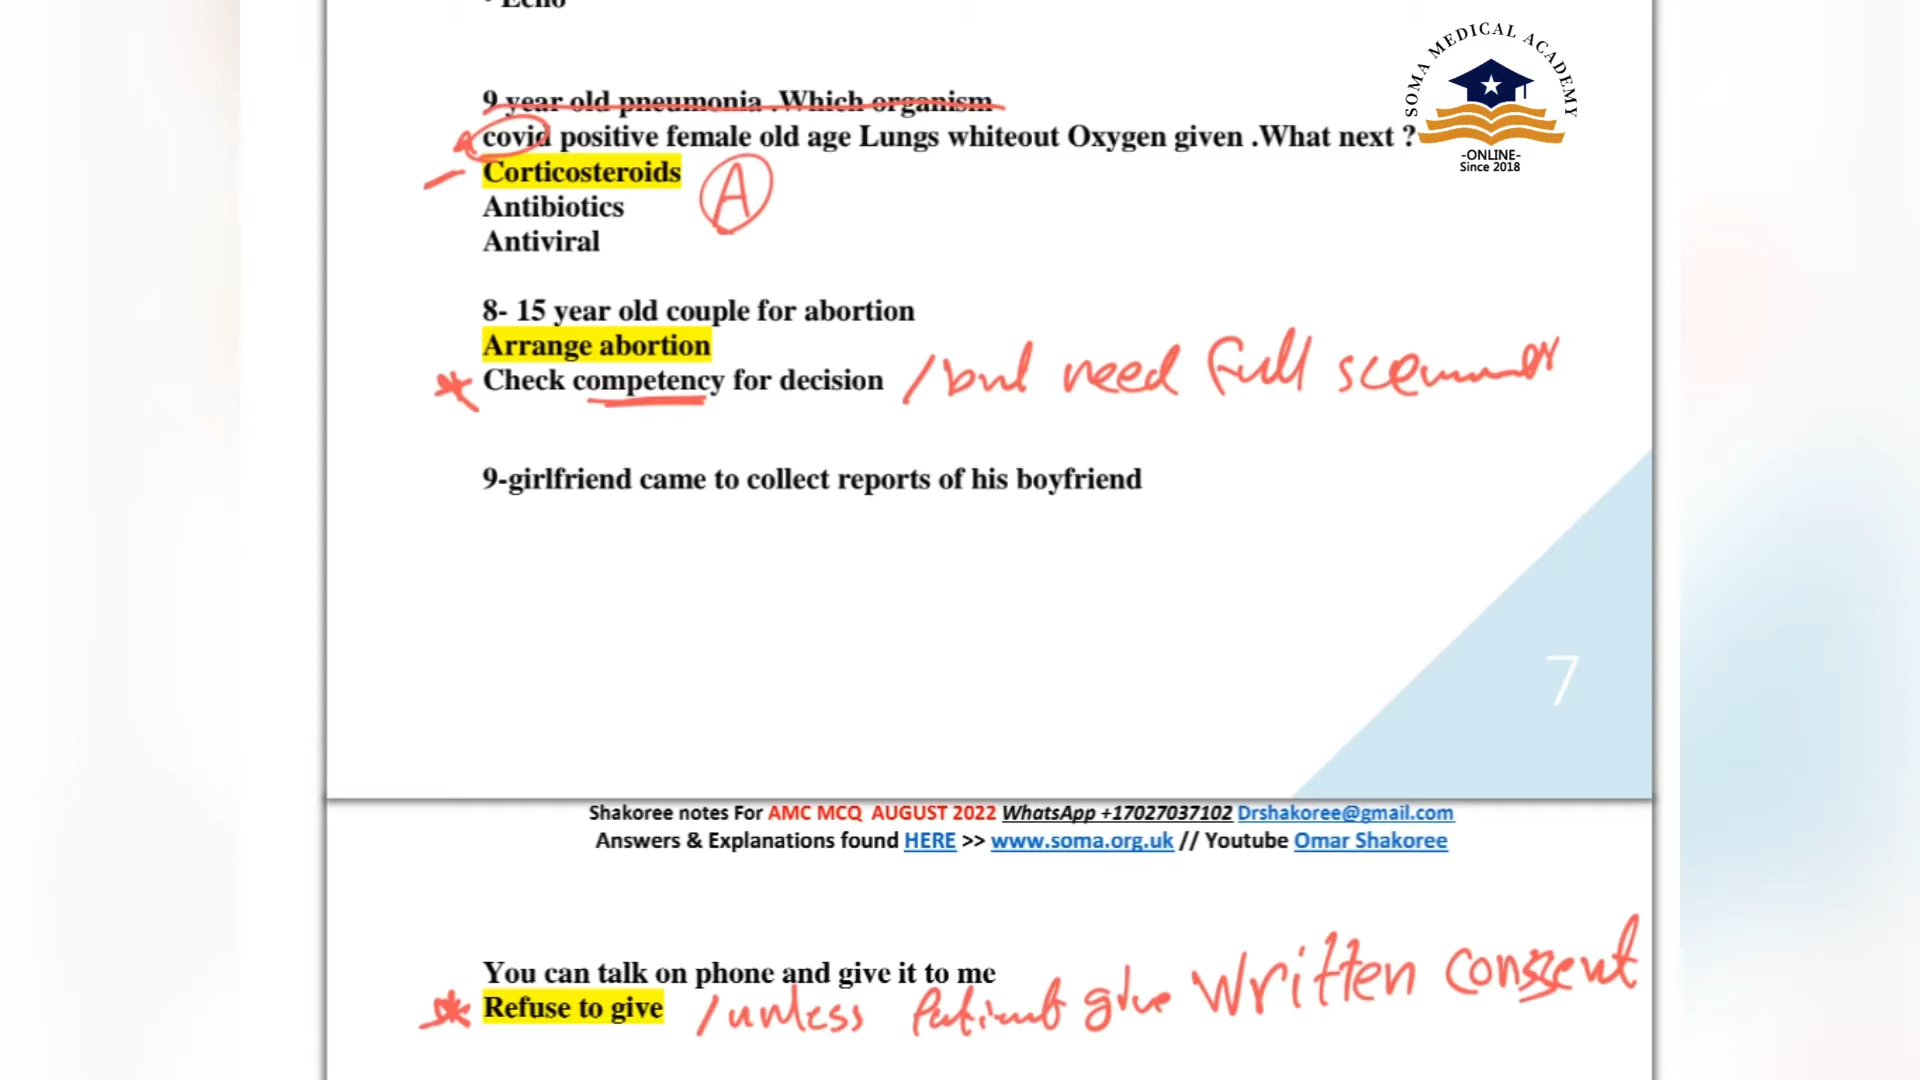 • Echo
SOMA MEDICAL ACADEMY
-ONLINE-
Since 2018
9 year old pneumonia .Which organism
covid positive female old age Lungs whiteout Oxygen given .What next ?
Corticosteroids
A
Antibiotics
Antiviral
8- 15 year old couple for abortion
Arrange abortion
Check competency for decision / but need full
9-girlfriend came to collect reports of his boyfriend
7
Shakoree notes For AMC MCQ AUGUST 2022 WhatsApp +17027037102 Drshakoree@gmail.com
Answers & Explanations found HERE >> www.soma.org.uk // Youtube Omar Shakoree
You can talk on phone and give it to me
Refuse to give / unless Patient give Written consent